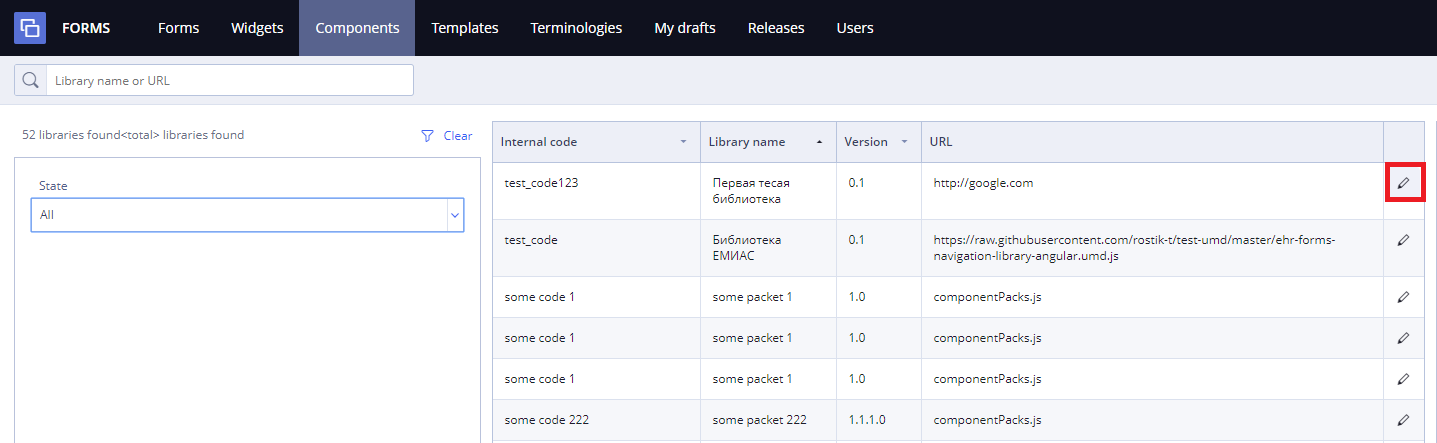 FORMS Forms Widgets Components Templates Terminologies My drafts Releases Users
Library name or URL
52 libraries found<total> libraries found Clear
State
All
Internal code Library name Version URL
test_code123 Первая тесая библиотека 0.1 http://google.com
test_code Библиотека ЕМИАС 0.1 https://raw.githubusercontent.com/rostik-t/test-umd/master/ehr-forms-navigation-library-angular.umd.js
some code 1 some packet 1 1.0 componentPacks.js
some code 1 some packet 1 1.0 componentPacks.js
some code 1 some packet 1 1.0 componentPacks.js
some code 222 some packet 222 1.1.1.0 componentPacks.js